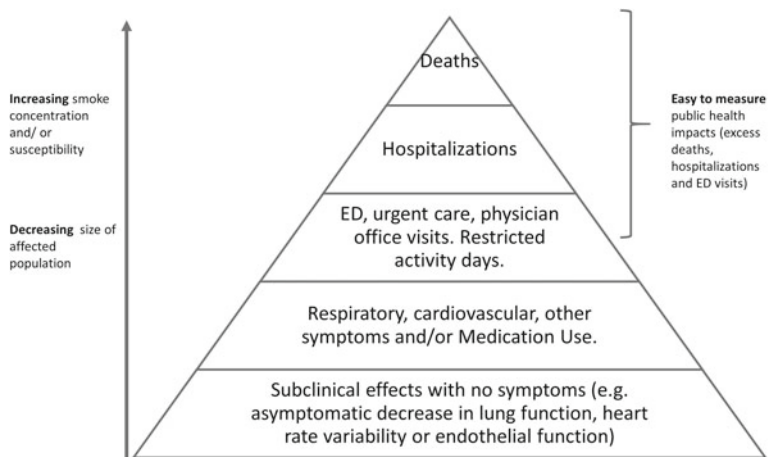 Increasing smoke
concentration
and/ or
susceptibility
Decreasing size of
affected
population
Deaths
Hospitalizations
ED, urgent care, physician
office visits. Restricted
activity days.
Respiratory, cardiovascular, other
symptoms and/or Medication Use.
Subclinical effects with no symptoms (e.g.
asymptomatic decrease in lung function, heart
rate variability or endothelial function)
Easy to measure
public health
impacts (excess
deaths,
hospitalizations
and ED visits)